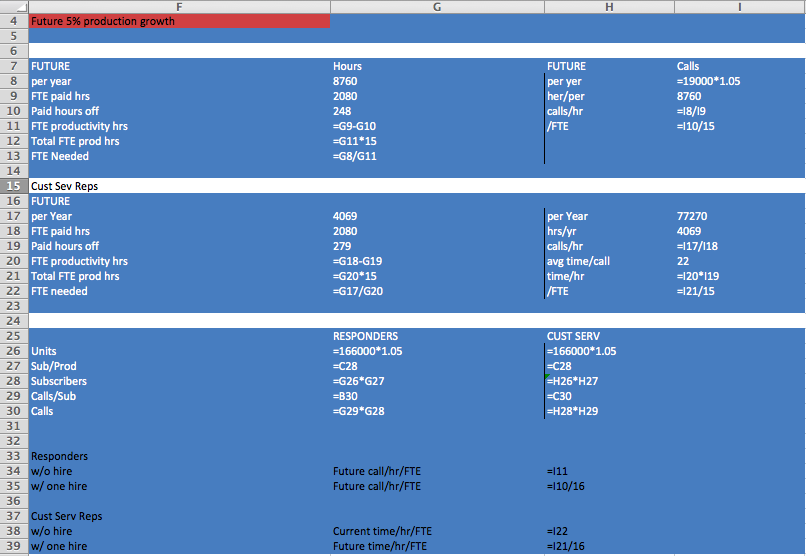 F G H I
4 Future 5% production growth
5
6
7 FUTURE Hours FUTURE Calls
8 per year 8760 per yer =19000*1.05
9 FTE paid hrs 2080 her/per 8760
10 Paid hours off 248 calls/hr =I8/I9
11 FTE productivity hrs =G9-G10 /FTE =I10/15
12 Total FTE prod hrs =G11*15
13 FTE Needed =G8/G11
14
15 Cust Sev Reps
16 FUTURE
17 per Year 4069 per Year 77270
18 FTE paid hrs 2080 hrs/yr 4069
19 Paid hours off 279 calls/hr =I17/I18
20 FTE productivity hrs =G18-G19 avg time/call 22
21 Total FTE prod hrs =G20*15 time/hr =I20*I19
22 FTE needed =G17/G20 /FTE =I21/15
23
24
25 RESPONDERS CUST SERV
26 Units =166000*1.05 =166000*1.05
27 Sub/Prod =C28 =C28
28 Subscribers =G26*G27 =H26*H27
29 Calls/Sub =B30 =C30
30 Calls =G29*G28 =H28*H29
31
32
33 Responders
34 w/o hire Future call/hr/FTE =I11
35 w/ one hire Future call/hr/FTE =I10/16
36
37 Cust Serv Reps
38 w/o hire Current time/hr/FTE =I22
39 w/ one hire Future time/hr/FTE =I21/16